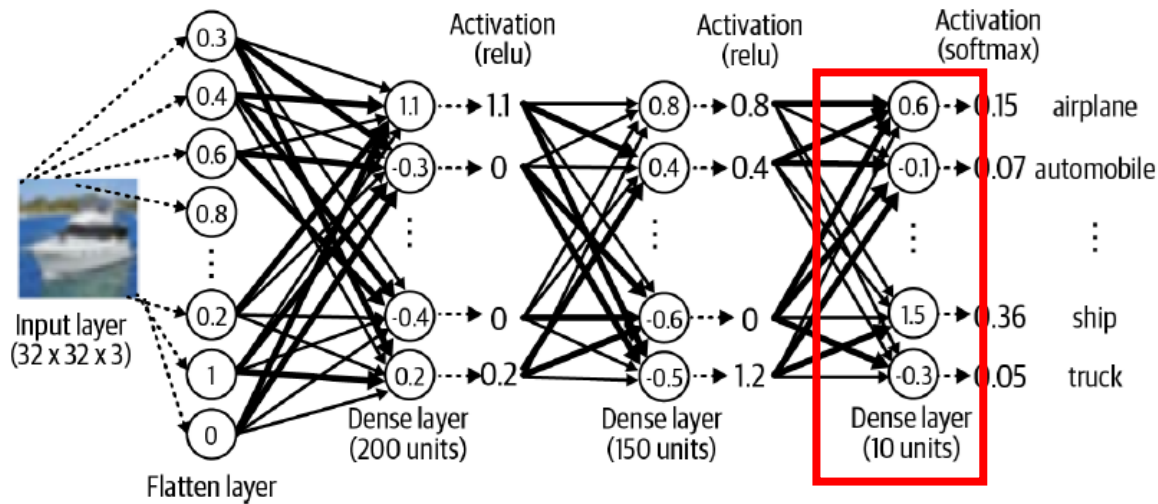 0.3
0.4
0.6
0.8
0.2
1
0
Input layer
(32 x 32 x 3)
Flatten layer
1.1
-0.3
-0.4
0.2
Dense layer
(200 units)
Activation
(relu)
1.1
0
0
0.2
0.8
0.4
-0.6
-0.5
Dense layer
(150 units)
Activation
(relu)
0.8
0.4
0
1.2
0.6
-0.1
1.5
-0.3
Dense layer
(10 units)
Activation
(softmax)
0.15 airplane
0.07 automobile
0.36 ship
0.05 truck